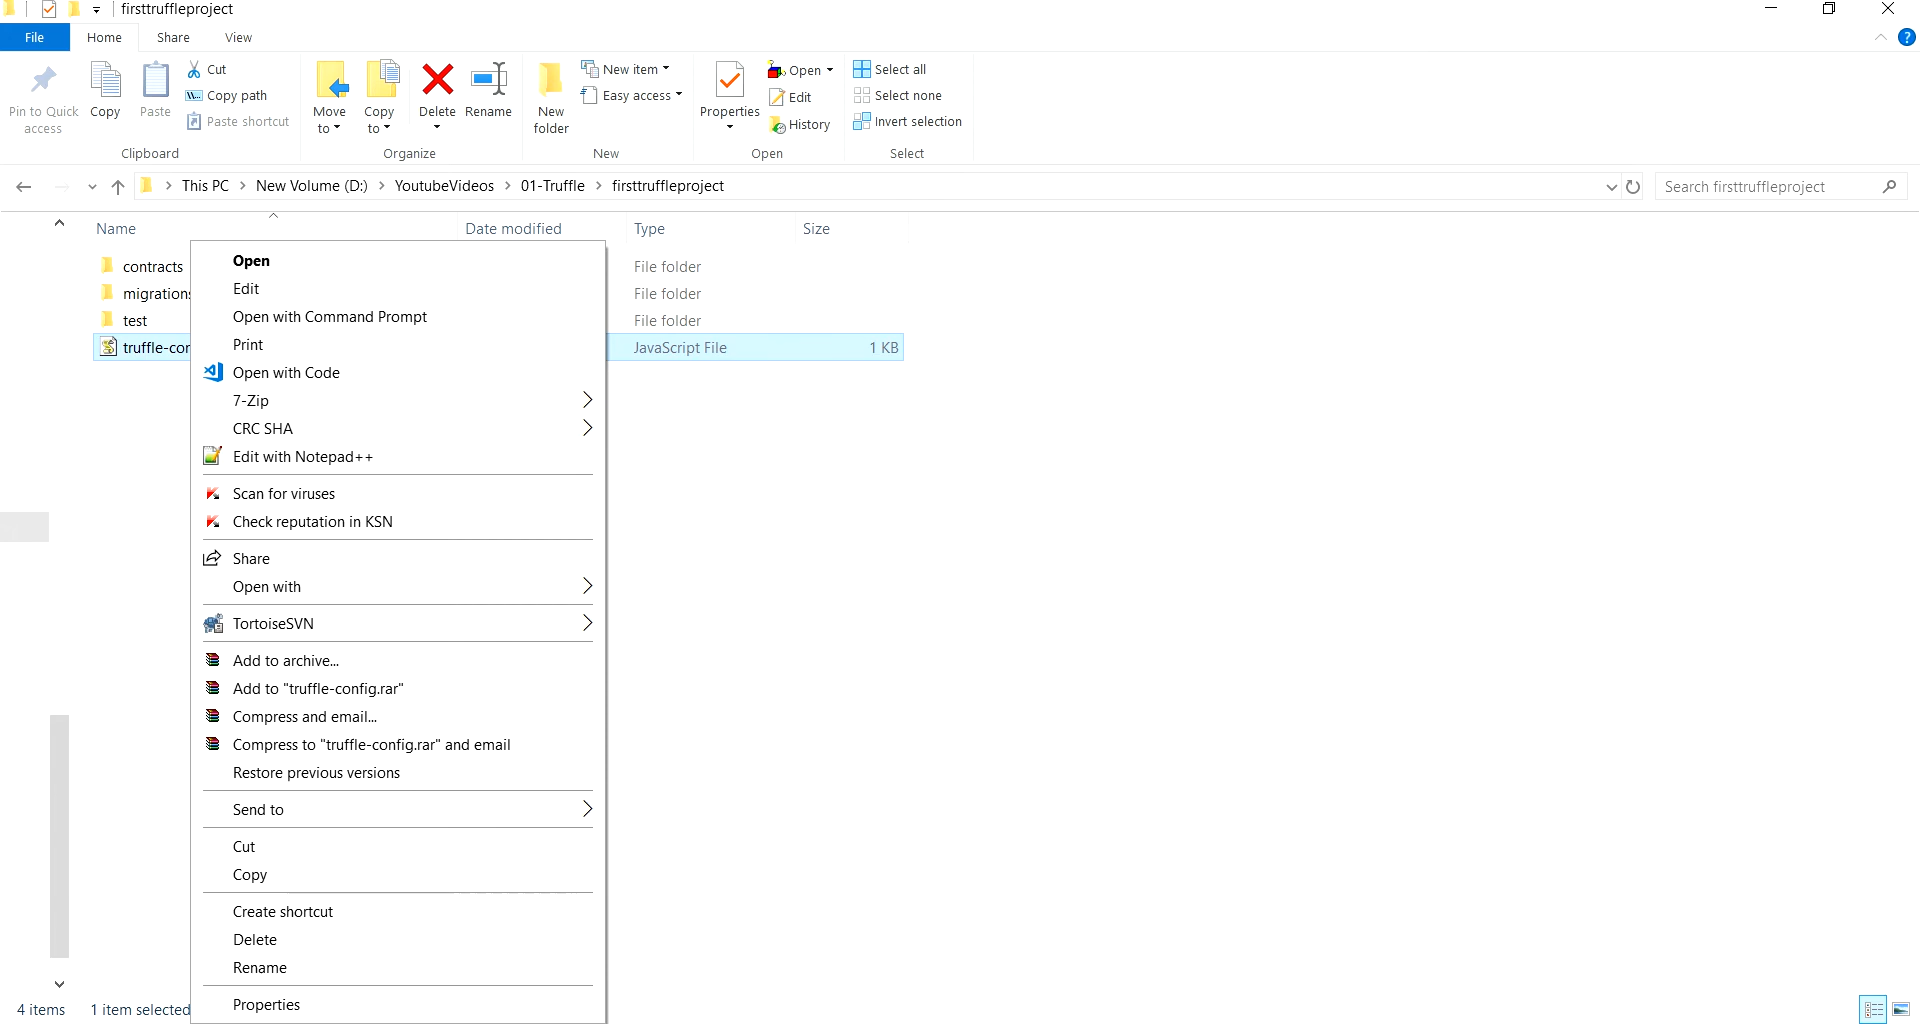 firsttruffleproject
File
Home
Share
View
Pin to Quick access
Copy
Paste
Cut
Copy path
Paste shortcut
Clipboard
Move to
Copy to
Delete
Rename
Organize
New folder
New item
Easy access
New
Properties
Open
Edit
History
Open
Select all
Select none
Invert selection
Select
This PC > New Volume (D:) > YoutubeVideos > 01-Truffle > firsttruffleproject
Search firsttruffleproject
Name
Date modified
Type
Size
contracts
File folder
migrations
File folder
test
File folder
truffle-con
JavaScript File
1 KB
Open
Edit
Open with Command Prompt
Print
Open with Code
7-Zip
CRC SHA
Edit with Notepad++
Scan for viruses
Check reputation in KSN
Share
Open with
TortoiseSVN
Add to archive...
Add to "truffle-config.rar"
Compress and email...
Compress to "truffle-config.rar" and email
Restore previous versions
Send to
Cut
Copy
Create shortcut
Delete
Rename
Properties
4 items
1 item selected